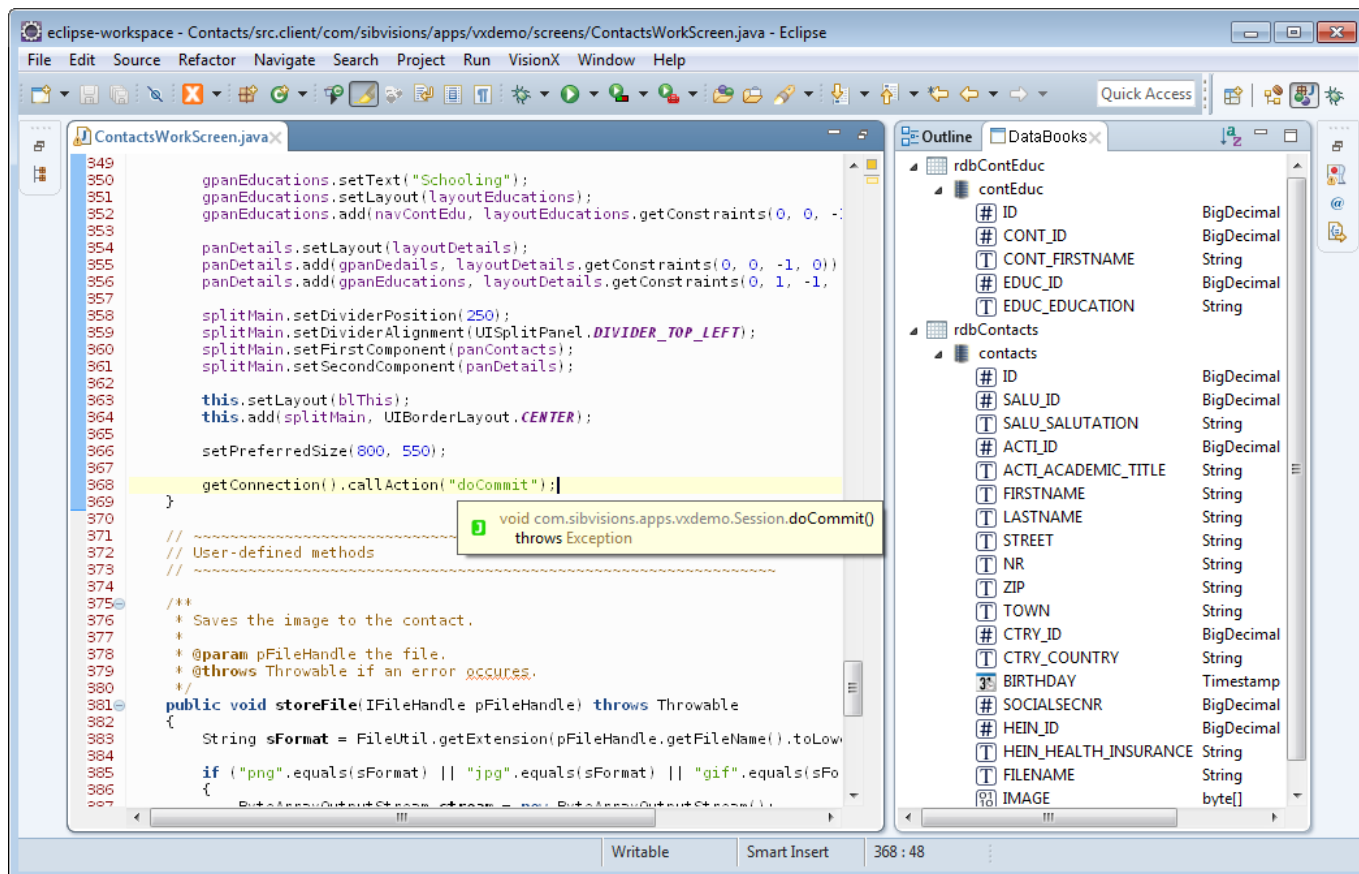 eclipse-workspace - Contacts/src.client/com/sibvisions/apps/vxdemo/screens/ContactsWorkScreen.java - Eclipse
File Edit Source Refactor Navigate Search Project Run VisionX Window Help
Quick Access
ContactsWorkScreen.java
349
350 gpanEducations.setText("Schooling");
351 gpanEducations.setLayout(layoutEducations);
352 gpanEducations.add(navContEdu, layoutEducations.getConstraints(0, 0, -1
353
354 panDetails.setLayout(layoutDetails);
355 panDetails.add(gpanDedails, layoutDetails.getConstraints(0, 0, -1, 0))
356 panDetails.add(gpanEducations, layoutDetails.getConstraints(0, 1, -1,
357
358 splitMain.setDividerPosition(250);
359 splitMain.setDividerAlignment(UISplitPanel.DIVIDER_TOP_LEFT);
360 splitMain.setFirstComponent(panContacts);
361 splitMain.setSecondComponent(panDetails);
362
363 this.setLayout(blThis);
364 this.add(splitMain, UIBorderLayout.CENTER);
365
366 setPreferredSize(800, 550);
367
368 getConnection().callAction("doCommit");
369 }
370
void com.sibvisions.apps.vxdemo.Session.doCommit()
throws Exception
371 // ~~~~~~~~~~~~~~~~~~~~~~~~~~~~~~~~
372 // User-defined methods
373 // ~~~~~~~~~~~~~~~~~~~~~~~~~~~~~~~~~~~~~~~~~~~~~~~~~~~~~~~~~~~~~~~~
374
375 /**
376 * Saves the image to the contact.
377 *
378 * @param pFileHandle the file.
379 * @throws Throwable if an error occures.
380 */
381 public void storeFile(IFileHandle pFileHandle) throws Throwable
382 {
383 String sFormat = FileUtil.getExtension(pFileHandle.getFileName().toLow
384
385 if ("png".equals(sFormat) || "jpg".equals(sFormat) || "gif".equals(sFo
386 {
387 ByteArrayOutputStream stream = new ByteArrayOutputStream();
Outline DataBooks
rdbContEduc
contEduc
ID BigDecimal
CONT_ID BigDecimal
CONT_FIRSTNAME String
EDUC_ID BigDecimal
EDUC_EDUCATION String
rdbContacts
contacts
ID BigDecimal
SALU_ID BigDecimal
SALU_SALUTATION String
ACTI_ID BigDecimal
ACTI_ACADEMIC_TITLE String
FIRSTNAME String
LASTNAME String
STREET String
NR String
ZIP String
TOWN String
CTRY_ID BigDecimal
CTRY_COUNTRY String
BIRTHDAY Timestamp
SOCIALSECNR BigDecimal
HEIN_ID BigDecimal
HEIN_HEALTH_INSURANCE String
FILENAME String
IMAGE byte[]
Writable Smart Insert 368 : 48